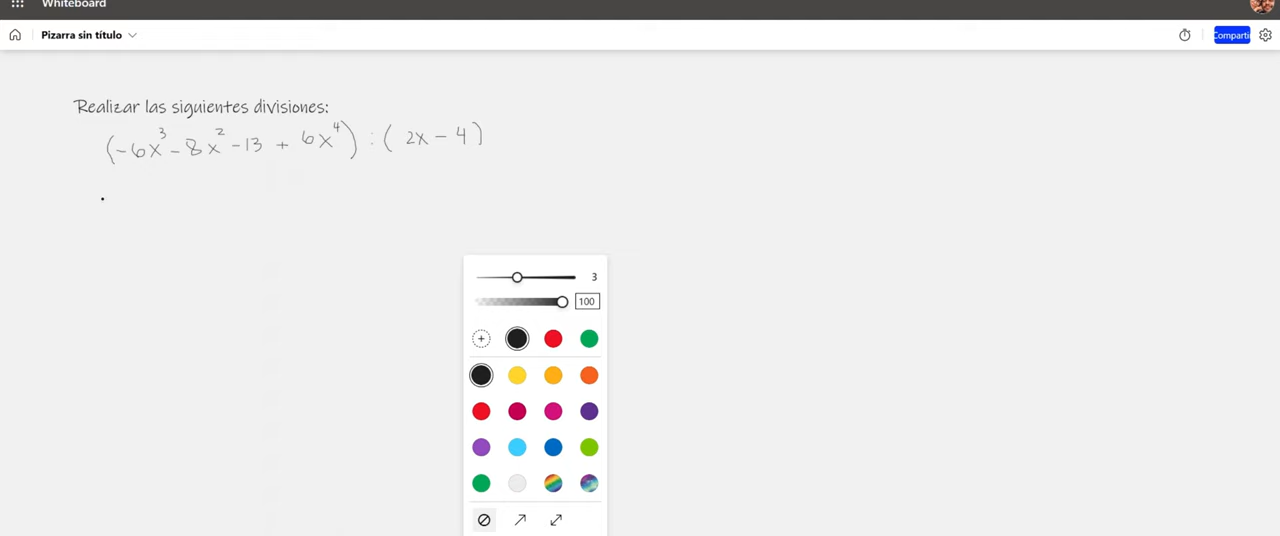 Whiteboard
Pizarra sin título
Comparti
Realizar las siguientes divisiones:
(-6x³ - 8x² - 13 + 6x⁴) : (2x - 4)
3
100